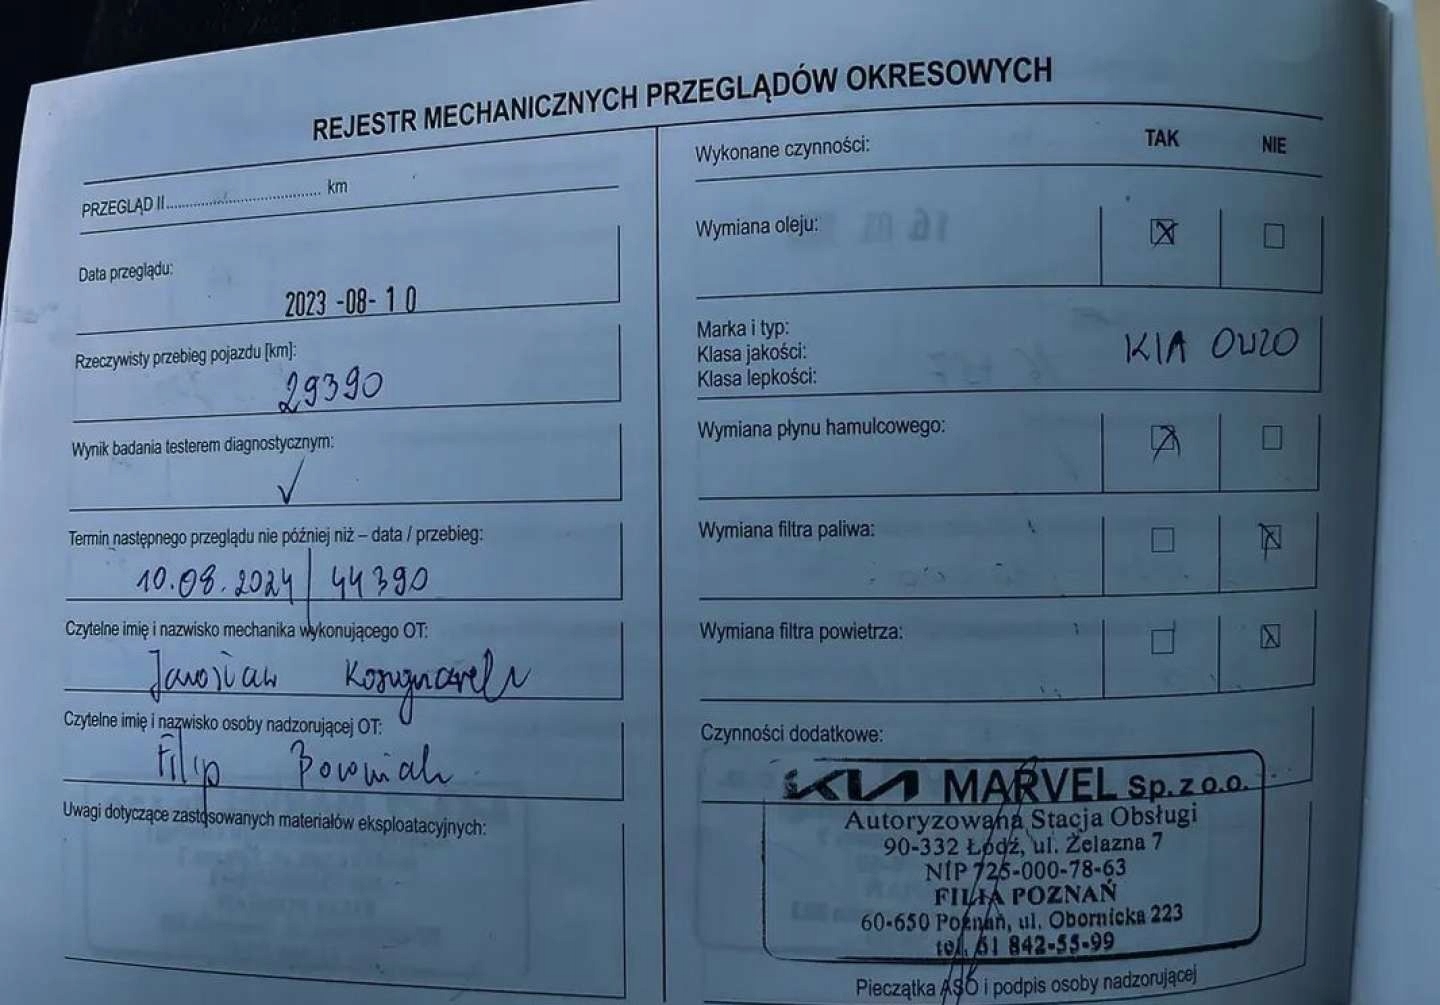 REJESTR MECHANICZNYCH PRZEGLĄDÓW OKRESOWYCH
PRZEGLĄD II.................................... km
Data przeglądu:
2023 -08- 1 0
Rzeczywisty przebieg pojazdu [km]:
29390
Wynik badania testerem diagnostycznym:
Termin następnego przeglądu nie później niż – data / przebieg:
10.08.2024 | 44390
Czytelne imię i nazwisko mechanika wykonującego OT:
Jarosław
Czytelne imię i nazwisko osoby nadzorującej OT:
Filip Borowiak
Uwagi dotyczące zastosowanych materiałów eksploatacyjnych:
Wykonane czynności: TAK NIE
Wymiana oleju:
Marka i typ:
Klasa jakości:
Klasa lepkości:
KIA 0W20
Wymiana płynu hamulcowego:
Wymiana filtra paliwa:
Wymiana filtra powietrza:
Czynności dodatkowe:
KIA MARVEL Sp. z o.o.
Autoryzowana Stacja Obsługi
90-332 Łódź, ul. Żelazna 7
NIP 725-000-78-63
FILIA POZNAŃ
60-650 Poznań, ul. Obornicka 223
tel. 61 842-55-99
Pieczątka ASO i podpis osoby nadzorującej